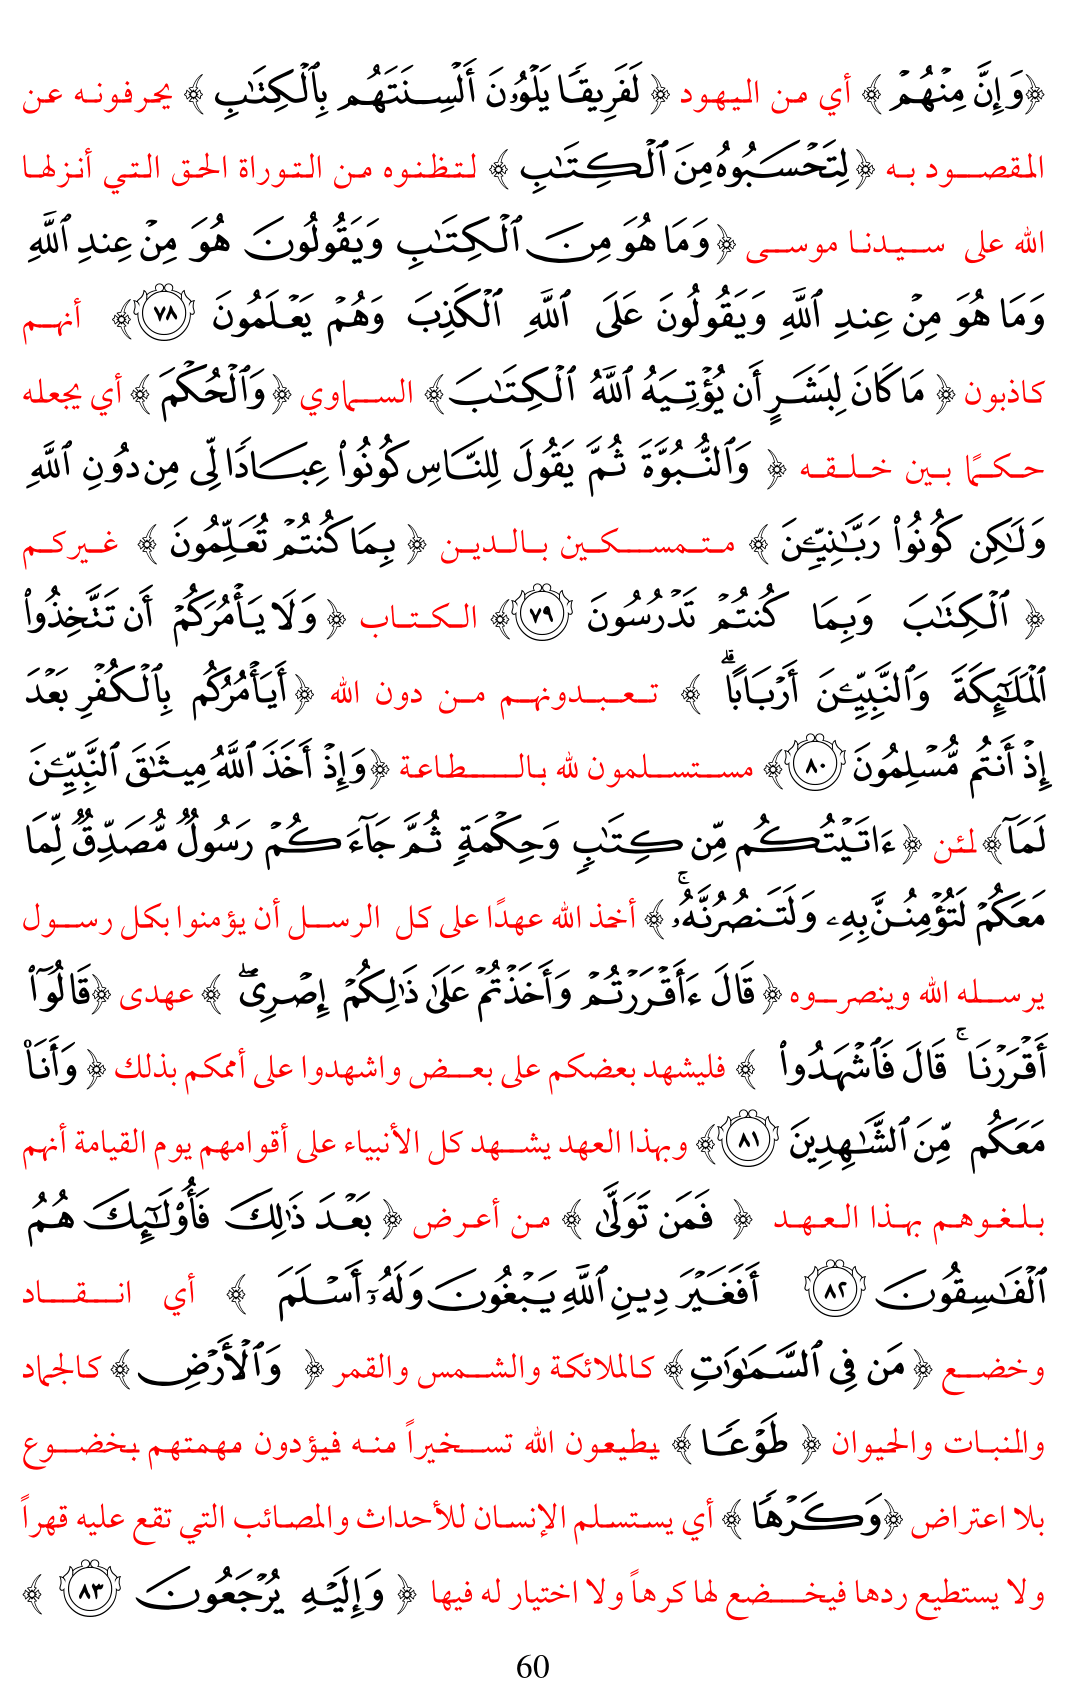 ﴿وَإِنَّ مِنْهُمْ ﴾ أي من اليهود ﴿ لَفَرِيقًا يَلْوُۥنَ أَلْسِنَتَهُم بِٱلْكِتَٰبِ ﴾ يحرفونه عن
المقصود به ﴿لِتَحْسَبُوهُ مِنَ ٱلْكِتَٰبِ ﴾ لتظنوه من التوراة الحق التي أنزلها
الله على سيدنا موسى ﴿وَمَا هُوَ مِنَ ٱلْكِتَٰبِ وَيَقُولُونَ هُوَ مِنْ عِندِ ٱللَّهِ
وَمَا هُوَ مِنْ عِندِ ٱللَّهِ وَيَقُولُونَ عَلَى ٱللَّهِ ٱلْكَذِبَ وَهُمْ يَعْلَمُونَ ٧٨﴾ أنهم
كاذبون ﴿ مَا كَانَ لِبَشَرٍ أَن يُؤْتِيَهُ ٱللَّهُ ٱلْكِتَٰبَ﴾ السماوي ﴿وَٱلْحُكْمَ ﴾ أي يجعله
حكمًا بين خلقه ﴿ وَٱلنُّبُوَّةَ ثُمَّ يَقُولَ لِلنَّاسِ كُونُوا۟ عِبَادًا لِّى مِن دُونِ ٱللَّهِ
وَلَٰكِن كُونُوا۟ رَبَّٰنِيِّـۧنَ ﴾ متمسكين بالدين ﴿ بِمَا كُنتُمْ تُعَلِّمُونَ ﴾ غيركم
﴿ ٱلْكِتَٰبَ وَبِمَا كُنتُمْ تَدْرُسُونَ ٧٩﴾ الكتاب ﴿ وَلَا يَأْمُرَكُمْ أَن تَتَّخِذُوا۟
ٱلْمَلَٰٓئِكَةَ وَٱلنَّبِيِّـۧنَ أَرْبَابًا ۗ ﴾ تعبدونهم من دون الله ﴿ أَيَأْمُرُكُم بِٱلْكُفْرِ بَعْدَ
إِذْ أَنتُم مُّسْلِمُونَ ٨٠﴾ مستسلمون لله بالطاعة ﴿وَإِذْ أَخَذَ ٱللَّهُ مِيثَٰقَ ٱلنَّبِيِّـۧنَ
لَمَآ﴾ لئن ﴿ ءَاتَيْتُكُم مِّن كِتَٰبٍ وَحِكْمَةٍ ثُمَّ جَآءَكُمْ رَسُولٌ مُّصَدِّقٌ لِّمَا
مَعَكُمْ لَتُؤْمِنُنَّ بِهِۦ وَلَتَنصُرُنَّهُۥ ۚ ﴾ أخذ الله عهدًا على كل الرسل أن يؤمنوا بكل رسول
يرسله الله وينصروه ﴿ قَالَ ءَأَقْرَرْتُمْ وَأَخَذْتُمْ عَلَىٰ ذَٰلِكُمْ إِصْرِى ۖ ﴾ عهدى ﴿قَالُوٓا۟
أَقْرَرْنَا ۚ قَالَ فَٱشْهَدُوا۟ ﴾ فليشهد بعضكم على بعض واشهدوا على أممكم بذلك ﴿ وَأَنَا۠
مَعَكُم مِّنَ ٱلشَّٰهِدِينَ ٨١﴾ وبهذا العهد يشهد كل الأنبياء على أقوامهم يوم القيامة أنهم
بلغوهم بهذا العهد ﴿ فَمَن تَوَلَّىٰ ﴾ من أعرض ﴿ بَعْدَ ذَٰلِكَ فَأُو۟لَٰٓئِكَ هُمُ
ٱلْفَٰسِقُونَ ٨٢ أَفَغَيْرَ دِينِ ٱللَّهِ يَبْغُونَ وَلَهُۥٓ أَسْلَمَ ﴾ أي انقاد
وخضع ﴿ مَن فِى ٱلسَّمَٰوَٰتِ﴾ كالملائكة والشمس والقمر ﴿ وَٱلْأَرْضِ ﴾ كالجماد
والنبات والحيوان ﴿ طَوْعًا ﴾ يطيعون الله تسخيراً منه فيؤدون مهمتهم بخضوع
بلا اعتراض ﴿وَكَرْهًا ﴾ أي يستسلم الإنسان للأحداث والمصائب التي تقع عليه قهراً
ولا يستطيع ردها فيخضع لها كرهاً ولا اختيار له فيها ﴿ وَإِلَيْهِ يُرْجَعُونَ ٨٣ ﴾
60